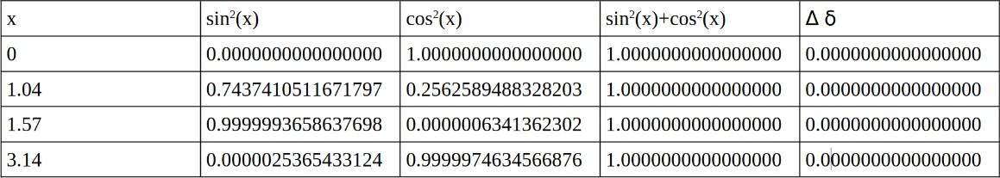 x sin²(x) cos²(x) sin²(x)+cos²(x) Δ δ
0 0.0000000000000000 1.0000000000000000 1.0000000000000000 0.0000000000000000
1.04 0.7437410511671797 0.2562589488328203 1.0000000000000000 0.0000000000000000
1.57 0.9999993658637698 0.0000006341362302 1.0000000000000000 0.0000000000000000
3.14 0.0000025365433124 0.9999974634566876 1.0000000000000000 0.0000000000000000